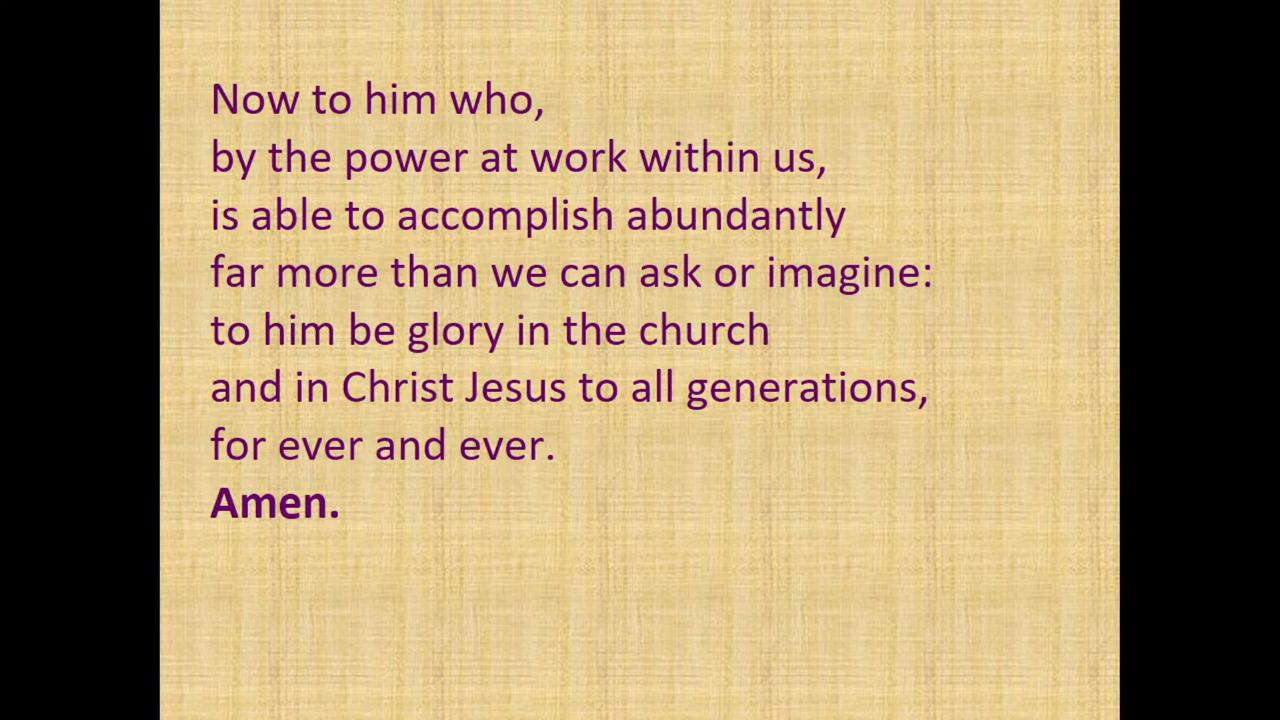 Now to him who,
by the power at work within us,
is able to accomplish abundantly
far more than we can ask or imagine:
to him be glory in the church
and in Christ Jesus to all generations,
for ever and ever.
Amen.